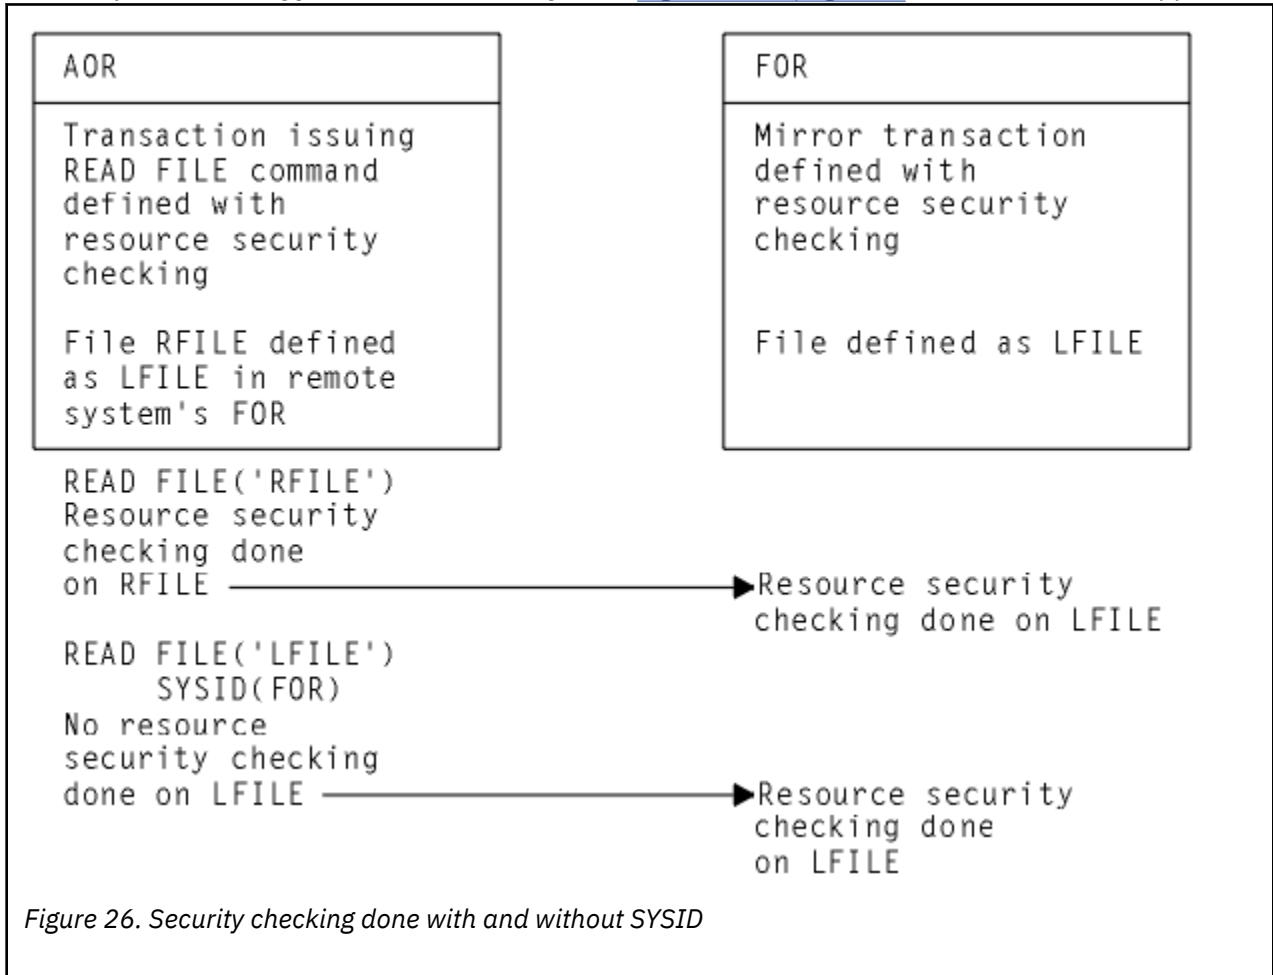 AOR
Transaction issuing
READ FILE command
defined with
resource security
checking
File RFILE defined
as LFILE in remote
system's FOR
FOR
Mirror transaction
defined with
resource security
checking
File defined as LFILE
READ FILE('RFILE')
Resource security
checking done
on RFILE
Resource security
checking done on LFILE
READ FILE('LFILE')
SYSID(FOR)
No resource
security checking
done on LFILE
Resource security
checking done
on LFILE
Figure 26. Security checking done with and without SYSID